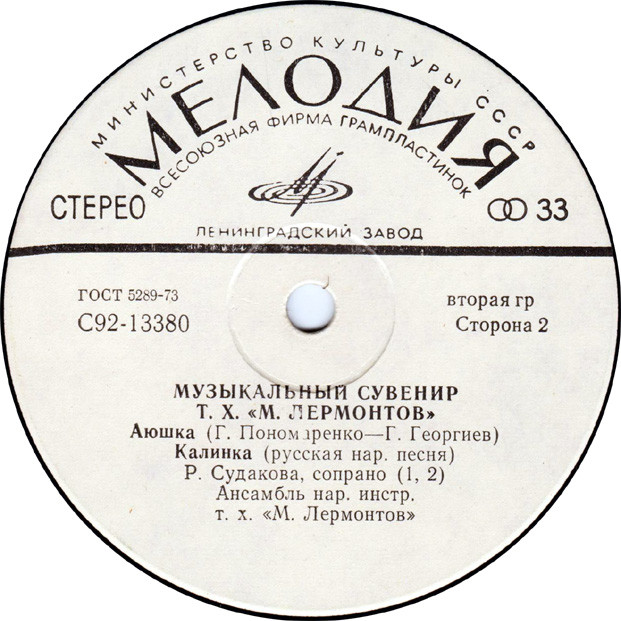 МИНИСТЕРСТВО КУЛЬТУРЫ СССР
МЕЛОДИЯ
ВСЕСОЮЗНАЯ ФИРМА ГРАМПЛАСТИНОК
СТЕРЕО
33
ЛЕНИНГРАДСКИЙ ЗАВОД
ГОСТ 5289-73
вторая гр
С92-13380
Сторона 2
МУЗЫКАЛЬНЫЙ СУВЕНИР
Т. Х. «М. ЛЕРМОНТОВ»
Аюшка (Г. Пономаренко—Г. Георгиев)
Калинка (русская нар. песня)
Р. Судакова, сопрано (1, 2)
Ансамбль нар. инстр.
т. х. «М. Лермонтов»